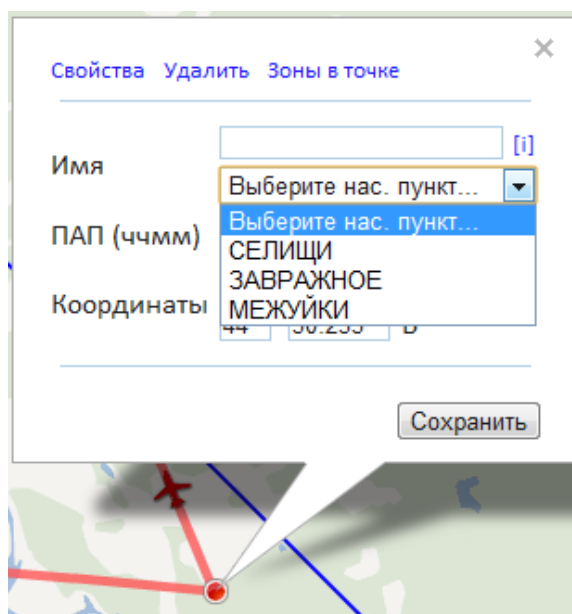 ×
Свойства Удалить Зоны в точке
Имя
[i]
Выберите нас. пункт...
Выберите нас. пункт...
ПАП (ччмм)
СЕЛИЩИ
ЗАВРАЖНОЕ
Координаты
МЕЖУЙКИ
Сохранить